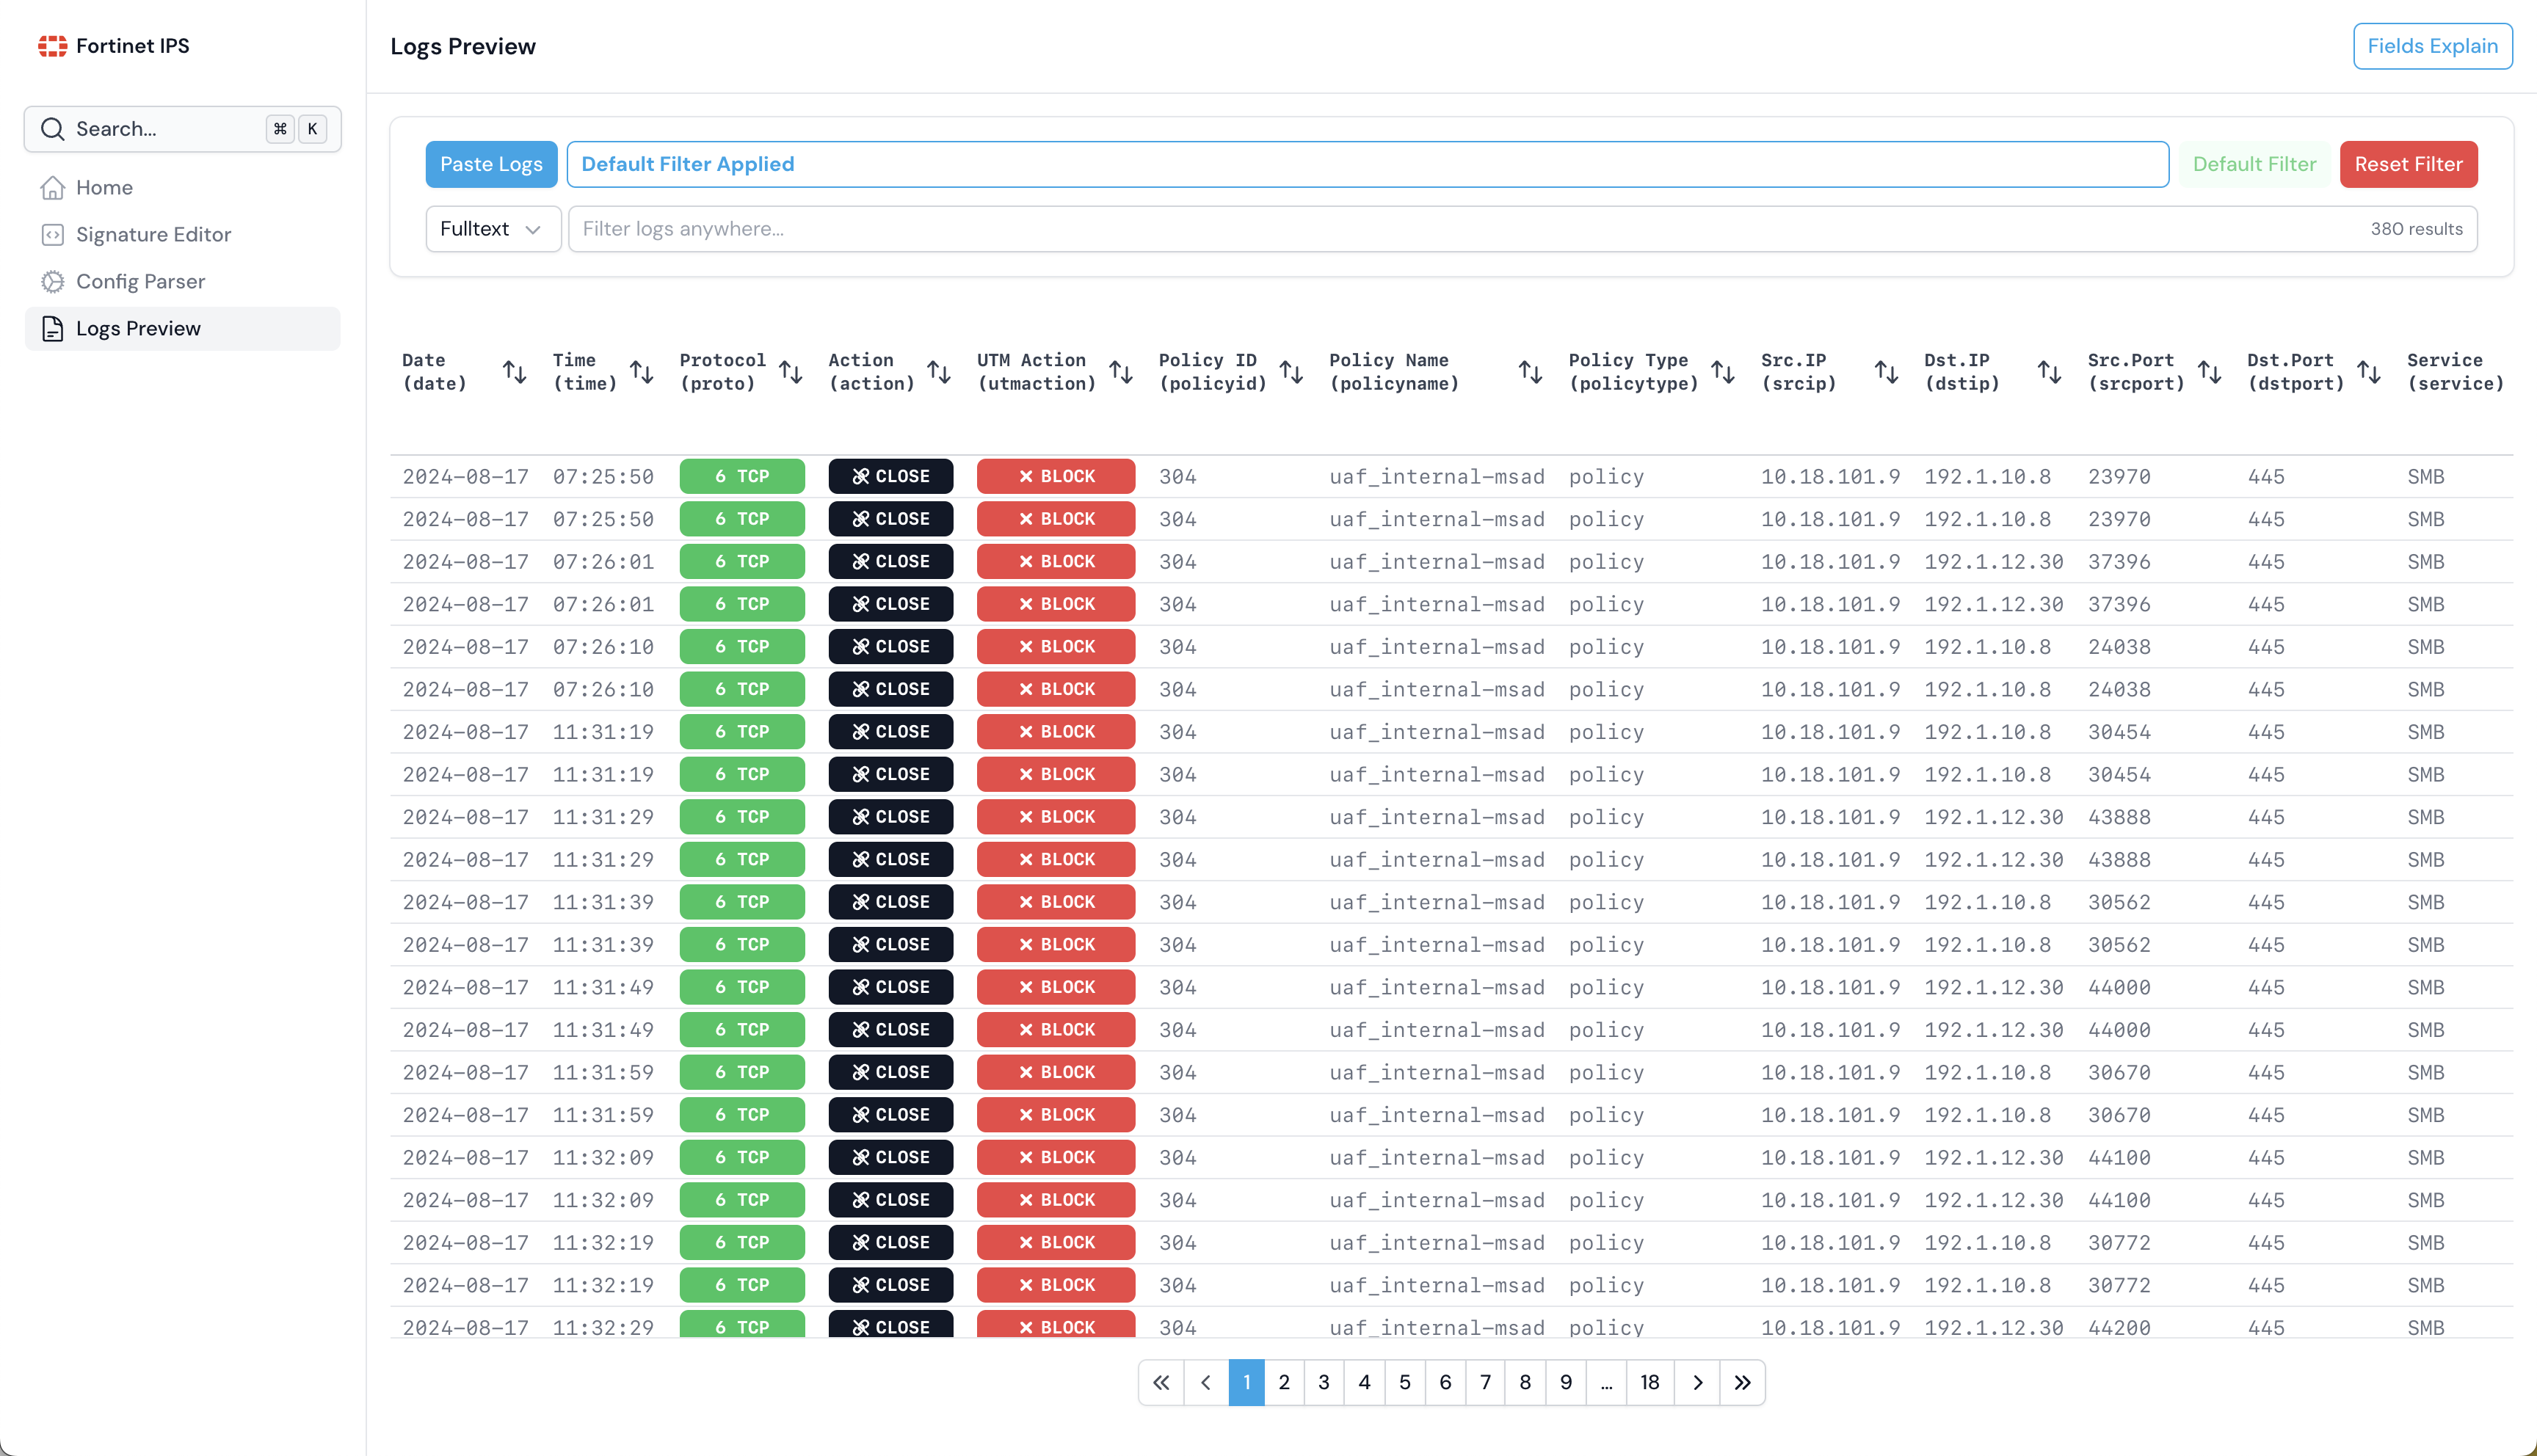 Fortinet IPS
Search...
⌘ K
Home
Signature Editor
Config Parser
Logs Preview
Logs Preview
Fields Explain
Paste Logs Default Filter Applied Default Filter Reset Filter
Fulltext Filter logs anywhere... 380 results
Date Time Protocol Action UTM Action Policy ID Policy Name Policy Type Src.IP Dst.IP Src.Port Dst.Port Service
(date) (time) (proto) (action) (utmaction) (policyid) (policyname) (policytype) (srcip) (dstip) (srcport) (dstport) (service)
2024-08-17 07:25:50 6 TCP CLOSE BLOCK 304 uaf_internal-msad policy 10.18.101.9 192.1.10.8 23970 445 SMB
2024-08-17 07:25:50 6 TCP CLOSE BLOCK 304 uaf_internal-msad policy 10.18.101.9 192.1.10.8 23970 445 SMB
2024-08-17 07:26:01 6 TCP CLOSE BLOCK 304 uaf_internal-msad policy 10.18.101.9 192.1.12.30 37396 445 SMB
2024-08-17 07:26:01 6 TCP CLOSE BLOCK 304 uaf_internal-msad policy 10.18.101.9 192.1.12.30 37396 445 SMB
2024-08-17 07:26:10 6 TCP CLOSE BLOCK 304 uaf_internal-msad policy 10.18.101.9 192.1.10.8 24038 445 SMB
2024-08-17 07:26:10 6 TCP CLOSE BLOCK 304 uaf_internal-msad policy 10.18.101.9 192.1.10.8 24038 445 SMB
2024-08-17 11:31:19 6 TCP CLOSE BLOCK 304 uaf_internal-msad policy 10.18.101.9 192.1.10.8 30454 445 SMB
2024-08-17 11:31:19 6 TCP CLOSE BLOCK 304 uaf_internal-msad policy 10.18.101.9 192.1.10.8 30454 445 SMB
2024-08-17 11:31:29 6 TCP CLOSE BLOCK 304 uaf_internal-msad policy 10.18.101.9 192.1.12.30 43888 445 SMB
2024-08-17 11:31:29 6 TCP CLOSE BLOCK 304 uaf_internal-msad policy 10.18.101.9 192.1.12.30 43888 445 SMB
2024-08-17 11:31:39 6 TCP CLOSE BLOCK 304 uaf_internal-msad policy 10.18.101.9 192.1.10.8 30562 445 SMB
2024-08-17 11:31:39 6 TCP CLOSE BLOCK 304 uaf_internal-msad policy 10.18.101.9 192.1.10.8 30562 445 SMB
2024-08-17 11:31:49 6 TCP CLOSE BLOCK 304 uaf_internal-msad policy 10.18.101.9 192.1.12.30 44000 445 SMB
2024-08-17 11:31:49 6 TCP CLOSE BLOCK 304 uaf_internal-msad policy 10.18.101.9 192.1.12.30 44000 445 SMB
2024-08-17 11:31:59 6 TCP CLOSE BLOCK 304 uaf_internal-msad policy 10.18.101.9 192.1.10.8 30670 445 SMB
2024-08-17 11:31:59 6 TCP CLOSE BLOCK 304 uaf_internal-msad policy 10.18.101.9 192.1.10.8 30670 445 SMB
2024-08-17 11:32:09 6 TCP CLOSE BLOCK 304 uaf_internal-msad policy 10.18.101.9 192.1.12.30 44100 445 SMB
2024-08-17 11:32:09 6 TCP CLOSE BLOCK 304 uaf_internal-msad policy 10.18.101.9 192.1.12.30 44100 445 SMB
2024-08-17 11:32:19 6 TCP CLOSE BLOCK 304 uaf_internal-msad policy 10.18.101.9 192.1.10.8 30772 445 SMB
2024-08-17 11:32:19 6 TCP CLOSE BLOCK 304 uaf_internal-msad policy 10.18.101.9 192.1.10.8 30772 445 SMB
2024-08-17 11:32:29 6 TCP CLOSE BLOCK 304 uaf_internal-msad policy 10.18.101.9 192.1.12.30 44200 445 SMB
1 2 3 4 5 6 7 8 9 ... 18